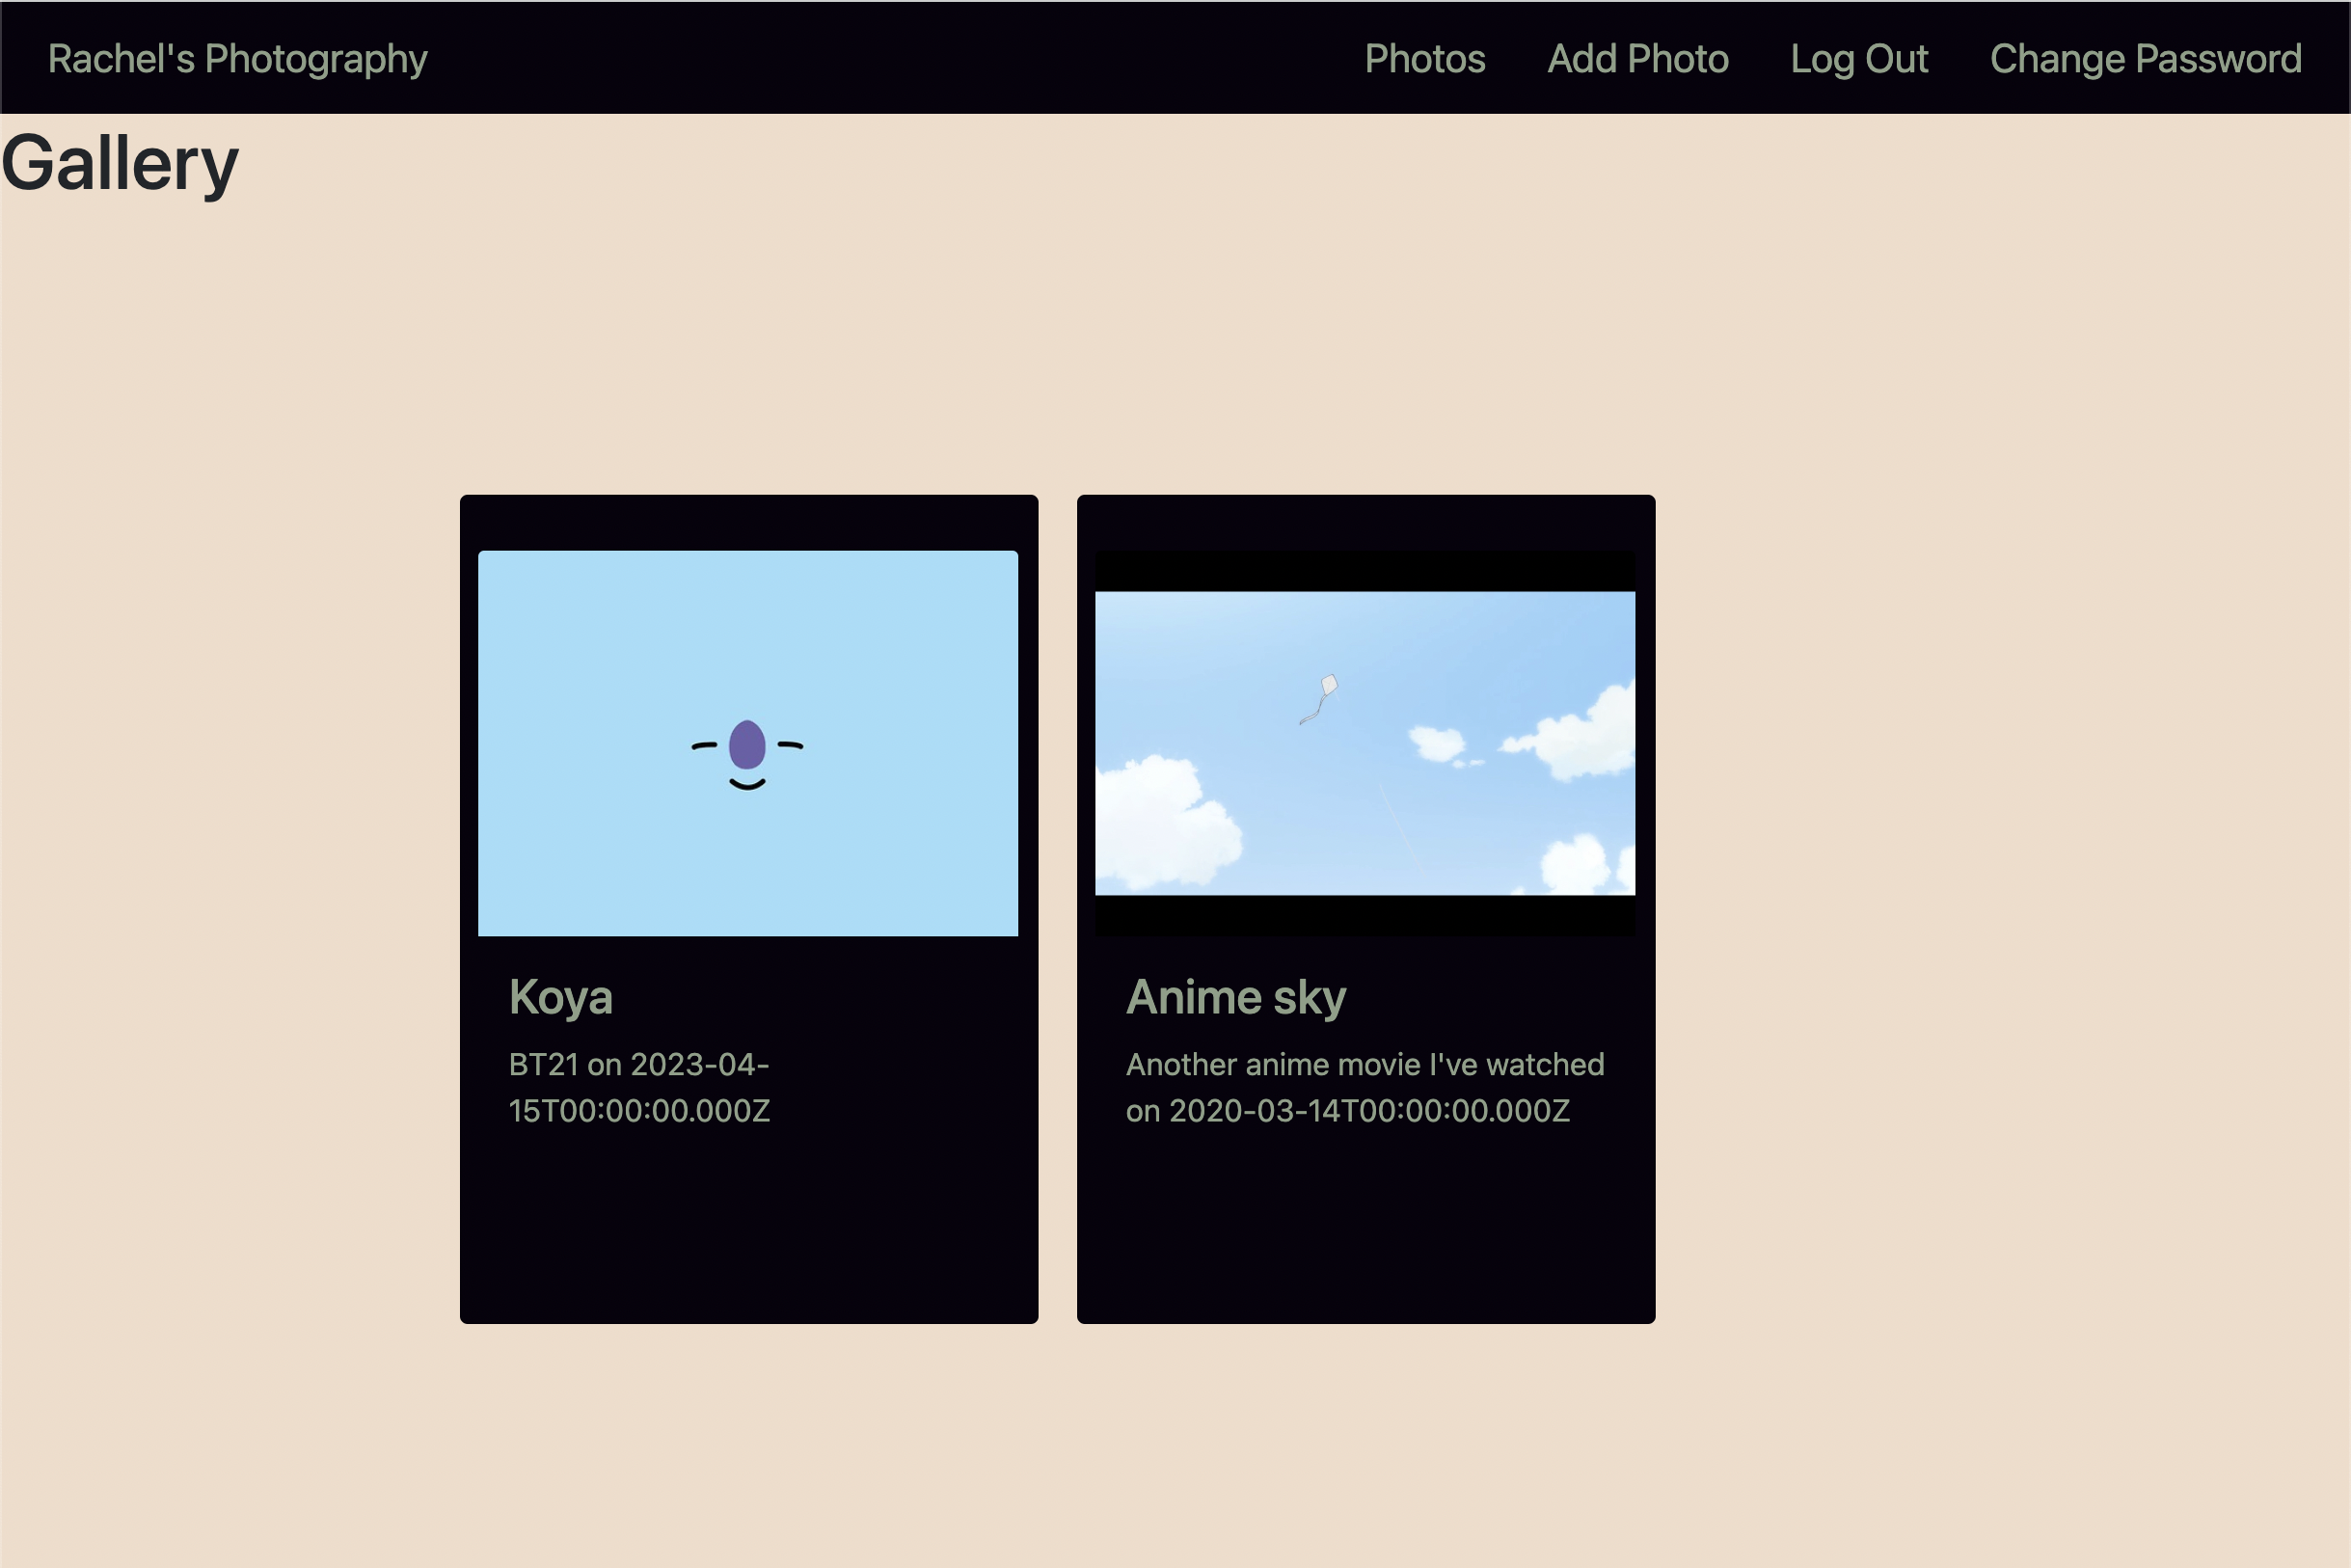 Rachel's Photography Photos Add Photo Log Out Change Password
Gallery
Koya
BT21 on 2023-04-
15T00:00:00.000Z
Anime sky
Another anime movie I've watched
on 2020-03-14T00:00:00.000Z